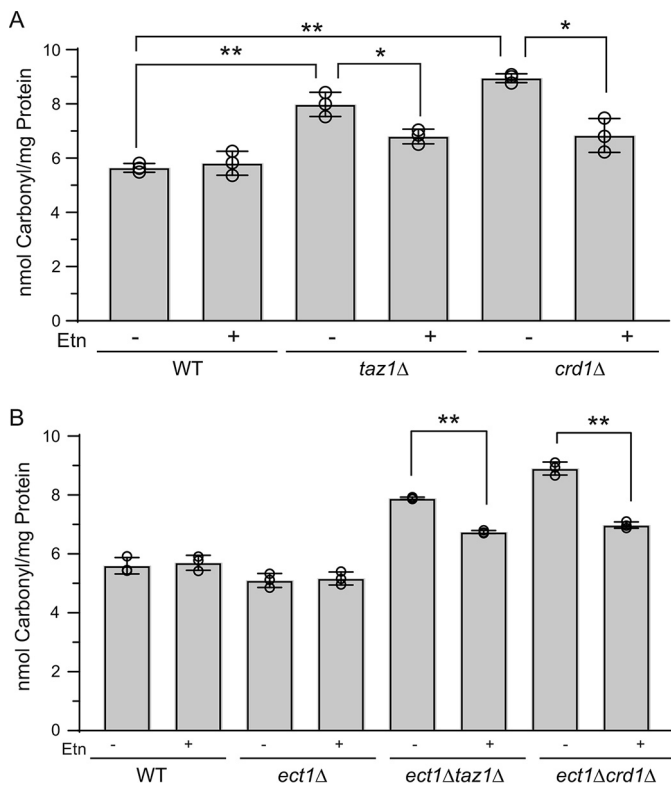 A
** **
* *
10
8
6
4
2
0
nmol Carbonyl/mg Protein
Etn - + - + - +
WT taz1Δ crd1Δ
B
** **
10
8
6
4
2
0
nmol Carbonyl/mg Protein
Etn - + - + - + - +
WT ect1Δ ect1Δtaz1Δ ect1Δcrd1Δ